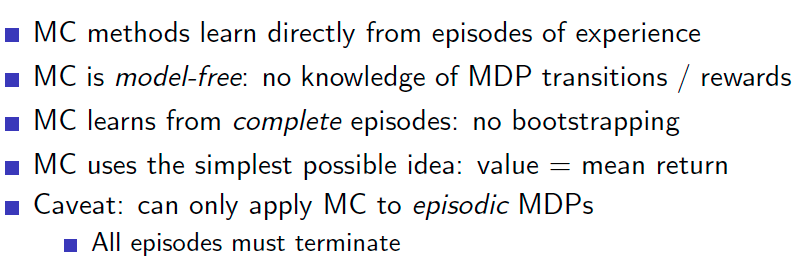 MC methods learn directly from episodes of experience
MC is model-free: no knowledge of MDP transitions / rewards
MC learns from complete episodes: no bootstrapping
MC uses the simplest possible idea: value = mean return
Caveat: can only apply MC to episodic MDPs
All episodes must terminate